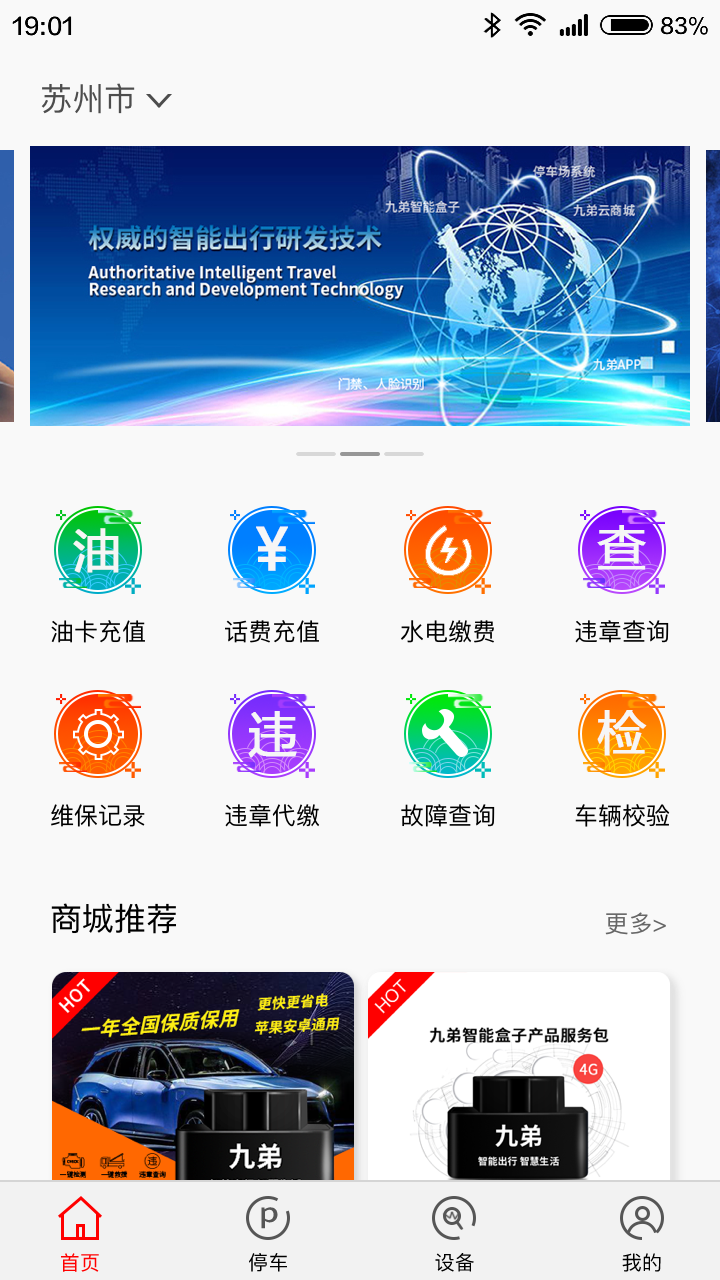 19:01
83%
苏州市
停车场系统
九弟智能盒子
九弟云商城
权威的智能出行研发技术
Authoritative Intelligent Travel
Research and Development Technology
九弟APP
门禁、人脸识别
油
¥
查
油卡充值
话费充值
水电缴费
违章查询
违
检
维保记录
违章代缴
故障查询
车辆校验
商城推荐
更多>
HOT
更快更省电
一年全国保质保用
苹果安卓通用
九弟
CHECK
违
一键检测
一键救援
违章查询
HOT
九弟智能盒子产品服务包
4G
九弟
智能出行 智慧生活
P
首页
停车
设备
我的